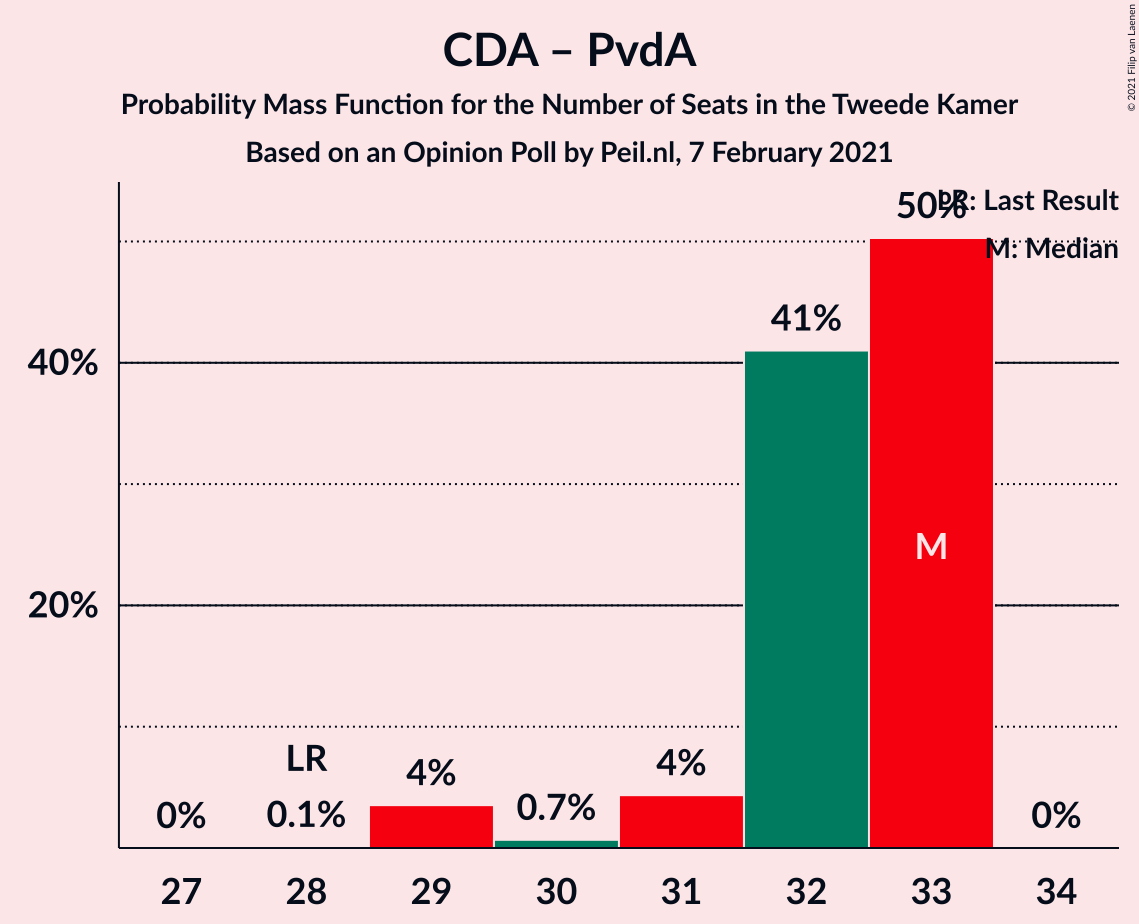 CDA – PvdA
Probability Mass Function for the Number of Seats in the Tweede Kamer
Based on an Opinion Poll by Peil.nl, 7 February 2021
© 2021 Filip van Laenen
LR: Last Result
M: Median
50%
41%
40%
20%
M
LR
0%
0.1%
4%
0.7%
4%
0%
27 28 29 30 31 32 33 34